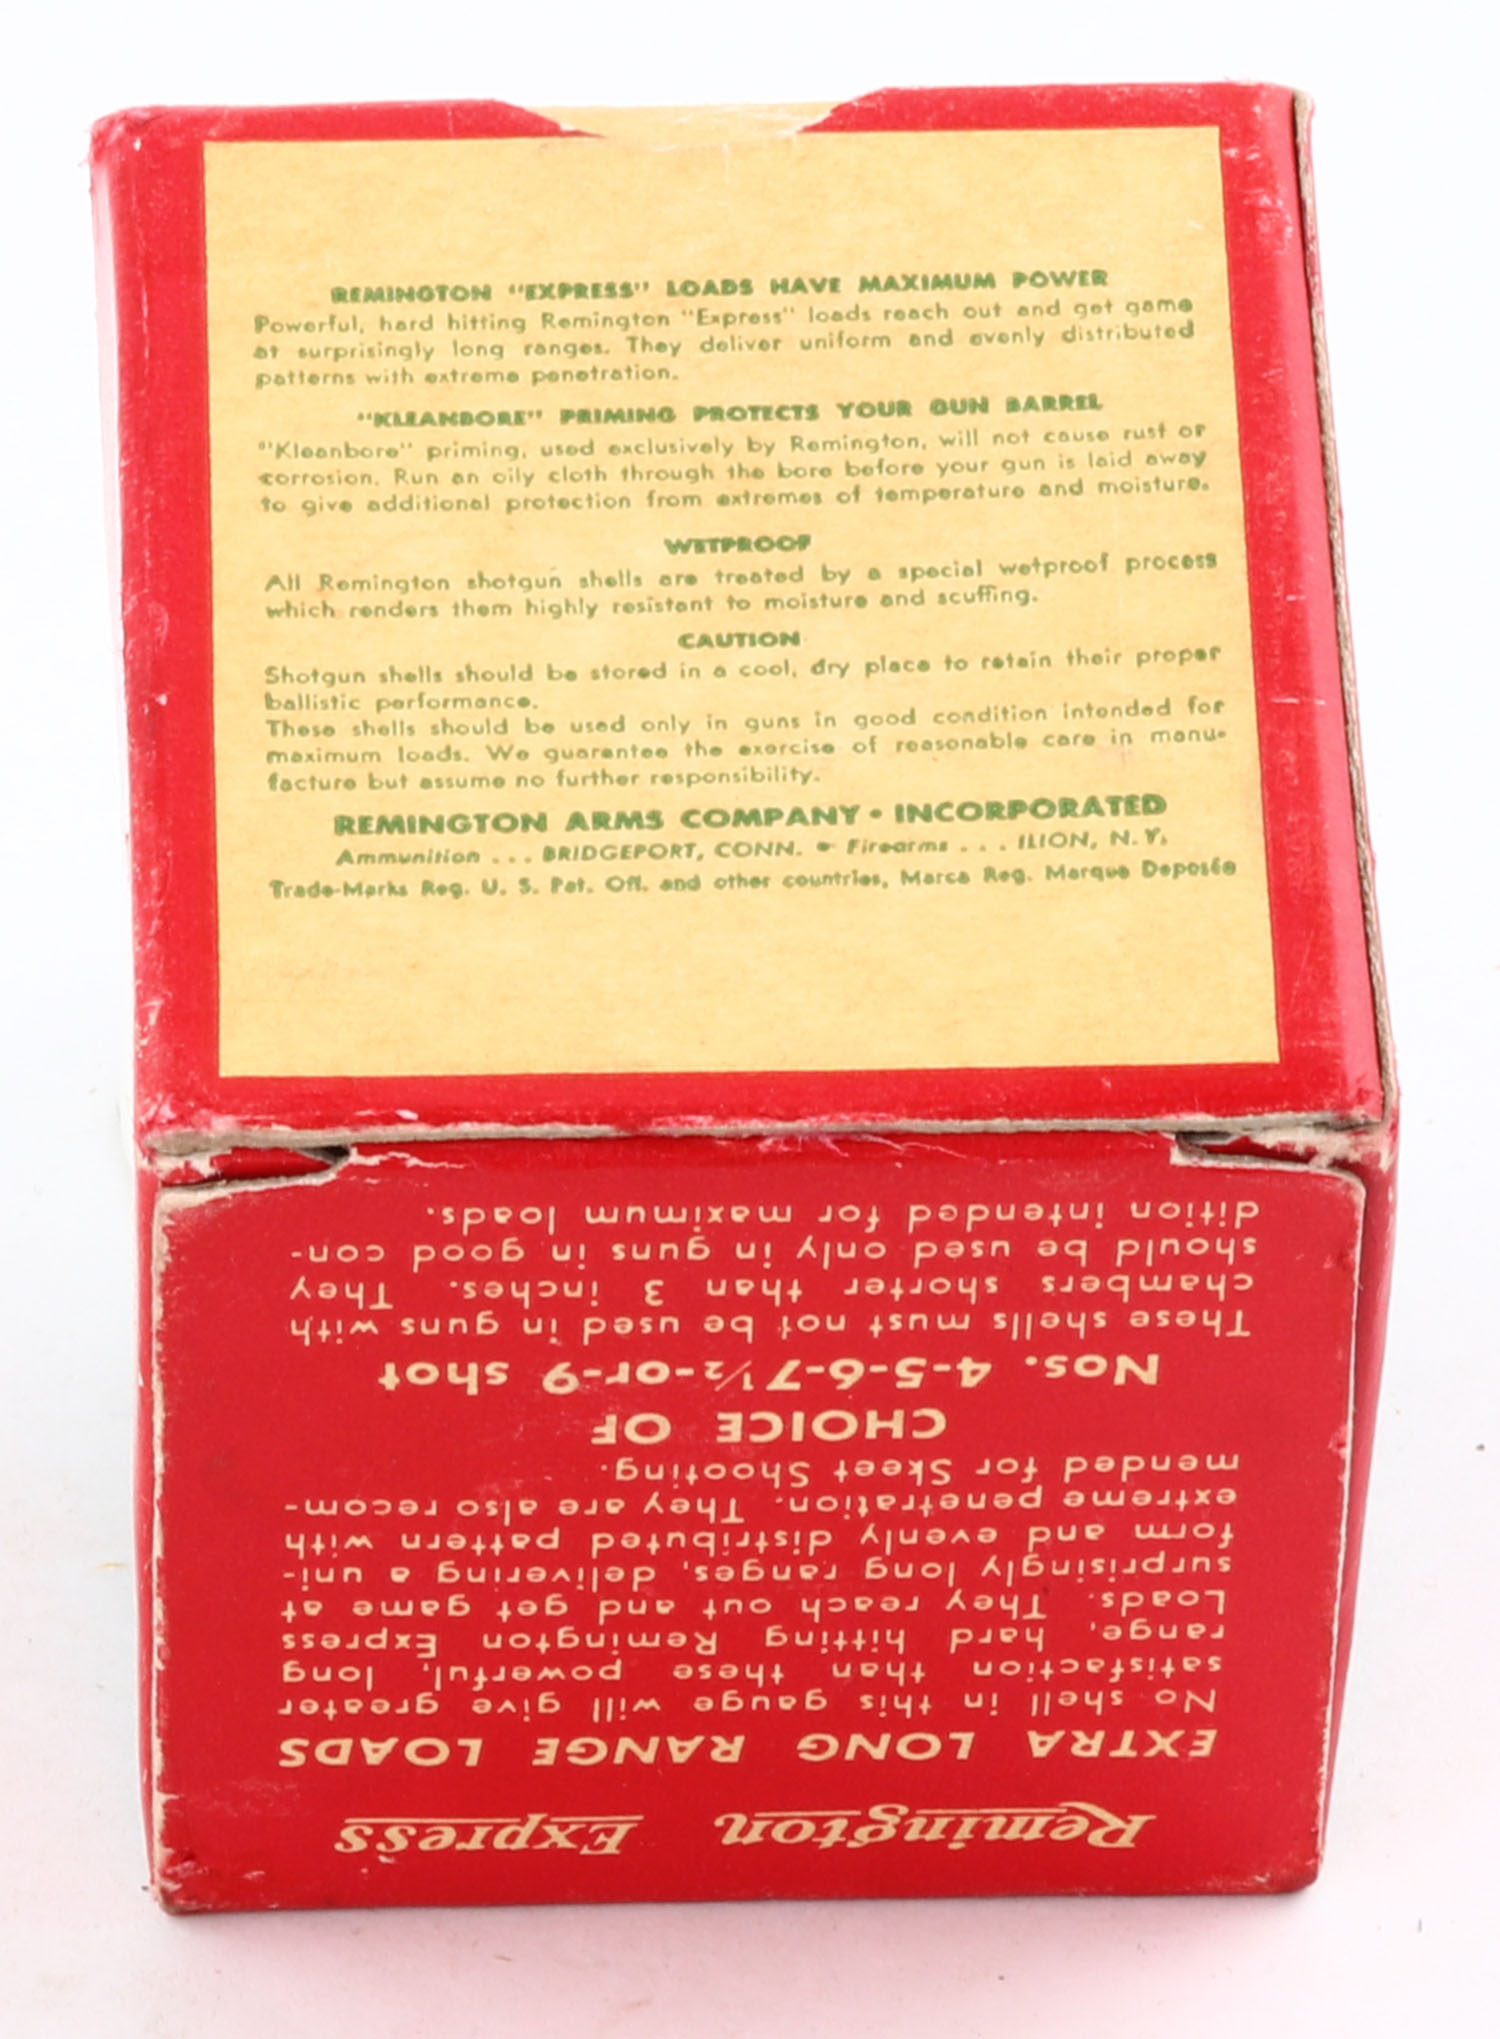 REMINGTON "EXPRESS" LOADS HAVE MAXIMUM POWER
Powerful, hard hitting Remington "Express" loads reach out and get game
at surprisingly long ranges. They deliver uniform and evenly distributed
patterns with extreme penetration.
"KLEANBORE" PRIMING PROTECTS YOUR GUN BARREL
"Kleanbore" priming, used exclusively by Remington, will not cause rust or
corrosion. Run an oily cloth through the bore before your gun is laid away
to give additional protection from extremes of temperature and moisture.
WETPROOF
All Remington shotgun shells are treated by a special wetproof process
which renders them highly resistant to moisture and scuffing.
CAUTION
Shotgun shells should be stored in a cool, dry place to retain their proper
ballistic performance.
These shells should be used only in guns in good condition intended for
maximum loads. We guarantee the exercise of reasonable care in manu-
facture but assume no further responsibility.
REMINGTON ARMS COMPANY • INCORPORATED
Ammunition ... BRIDGEPORT, CONN. • Firearms ... ILION, N.Y.
Trade-Marks Reg. U. S. Pat. Off. and other countries, Marca Reg. Marque Deposée
Remington Express
EXTRA LONG RANGE LOADS
No shell in this gauge will give greater
satisfaction than these powerful, long
range, hard hitting Remington Express
Loads. They reach out and get game at
surprisingly long ranges, delivering a uni-
form and evenly distributed pattern with
extreme penetration. They are also recom-
mended for Skeet Shooting.
CHOICE OF
Nos. 4-5-6-7½-or-9 shot
These shells must not be used in guns with
chambers shorter than 3 inches. They
should be used only in guns in good con-
dition intended for maximum loads.